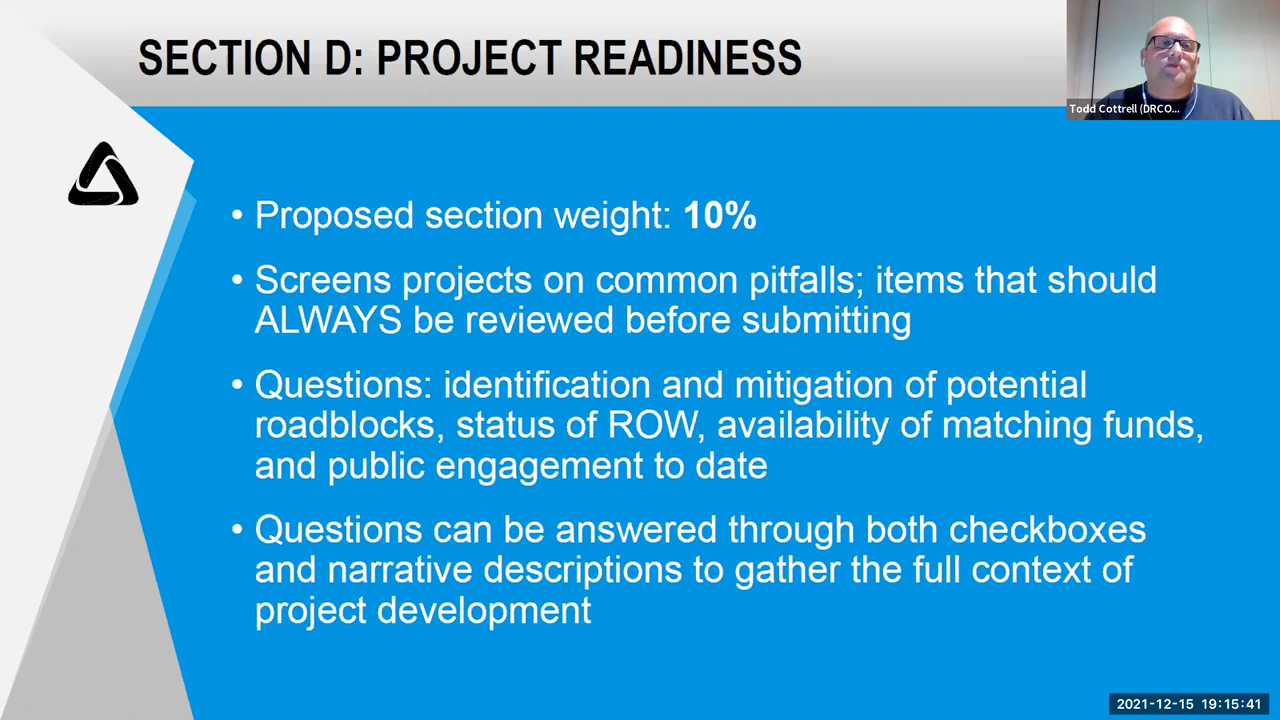 SECTION D: PROJECT READINESS
Todd Cottrell (DRCO...
• Proposed section weight: 10%
• Screens projects on common pitfalls; items that should
ALWAYS be reviewed before submitting
• Questions: identification and mitigation of potential
roadblocks, status of ROW, availability of matching funds,
and public engagement to date
• Questions can be answered through both checkboxes
and narrative descriptions to gather the full context of
project development
2021-12-15 19:15:41